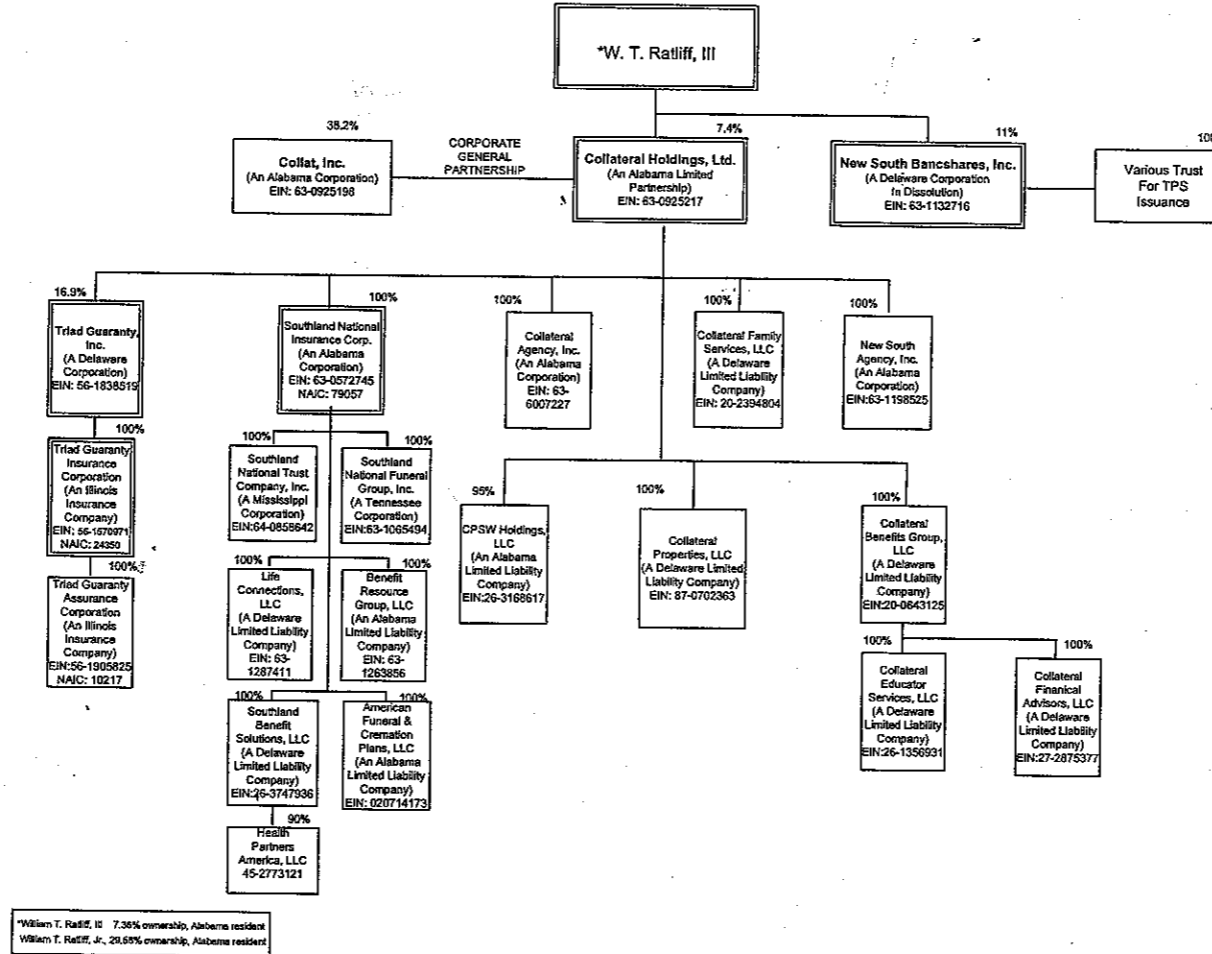 *W. T. Ratliff, III
38.2%
Collat, Inc.
(An Alabama Corporation)
EIN: 63-0925198
CORPORATE
GENERAL
PARTNERSHIP
7.4%
Collateral Holdings, Ltd.
(An Alabama Limited
Partnership)
EIN: 63-0925217
11%
New South Bancshares, Inc.
(A Delaware Corporation
In Dissolution)
EIN: 63-1132716
Various Trust
For TPS
Issuance
16.9%
Triad Guaranty,
Inc.
(A Delaware
Corporation)
EIN: 56-1838519
100%
Southland National
Insurance Corp.
(An Alabama
Corporation)
EIN: 63-0572745
NAIC: 79057
100%
Collateral
Agency, Inc.
(An Alabama
Corporation)
EIN: 63-
6007227
100%
Collateral Family
Services, LLC
(A Delaware
Limited Liability
Company)
EIN: 20-2394804
100%
New South
Agency, Inc.
(An Alabama
Corporation)
EIN:63-1198525
100%
Triad Guaranty
Insurance
Corporation
(An Illinois
Insurance
Company)
EIN: 56-1570971
NAIC: 24350
100%
Southland
National Trust
Company, Inc.
(A Mississippi
Corporation)
EIN:64-0858642
100%
Southland
National Funeral
Group, Inc.
(A Tennessee
Corporation)
EIN:63-1065494
95%
CPSW Holdings,
LLC
(An Alabama
Limited Liability
Company)
EIN:26-3168617
100%
Collateral
Properties, LLC
(A Delaware Limited
Liability Company)
EIN: 87-0702363
100%
Collateral
Benefits Group,
LLC
(A Delaware
Limited Liability
Company)
EIN:20-0643125
100%
Triad Guaranty
Assurance
Corporation
(An Illinois
Insurance
Company)
EIN:56-1905825
NAIC: 10217
100%
Life
Connections,
LLC
(A Delaware
Limited Liability
Company)
EIN: 63-
1287411
100%
Benefit
Resource
Group, LLC
(An Alabama
Limited Liability
Company)
EIN: 63-
1263856
100%
Collateral
Educator
Services, LLC
(A Delaware
Limited Liability
Company)
EIN:26-1356931
100%
Collateral
Finanical
Advisors, LLC
(A Delaware
Limited Liability
Company)
EIN:27-2875377
100%
Southland
Benefit
Solutions, LLC
(A Delaware
Limited Liability
Company)
EIN:26-3747936
100%
American
Funeral &
Cremation
Plans, LLC
(An Alabama
Limited Liability
Company)
EIN: 020714173
90%
Health
Partners
America, LLC
45-2773121
*William T. Ratliff, III 7.36% ownership, Alabama resident
William T. Ratliff, Jr., 29.68% ownership, Alabama resident